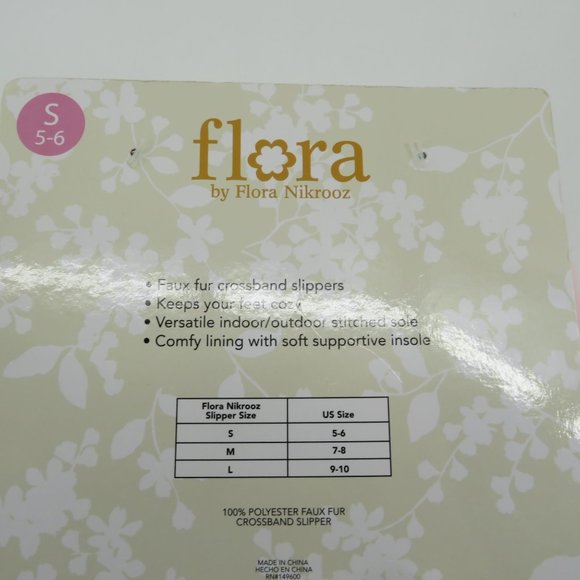 S
5-6
flora
by Flora Nikrooz
• Faux fur crossband slippers
• Keeps your feet cozy
• Versatile indoor/outdoor stitched sole
• Comfy lining with soft supportive insole
Flora Nikrooz
Slipper Size US Size
S 5-6
M 7-8
L 9-10
100% POLYESTER FAUX FUR
CROSSBAND SLIPPER
MADE IN CHINA
HECHO EN CHINA
RN#149600